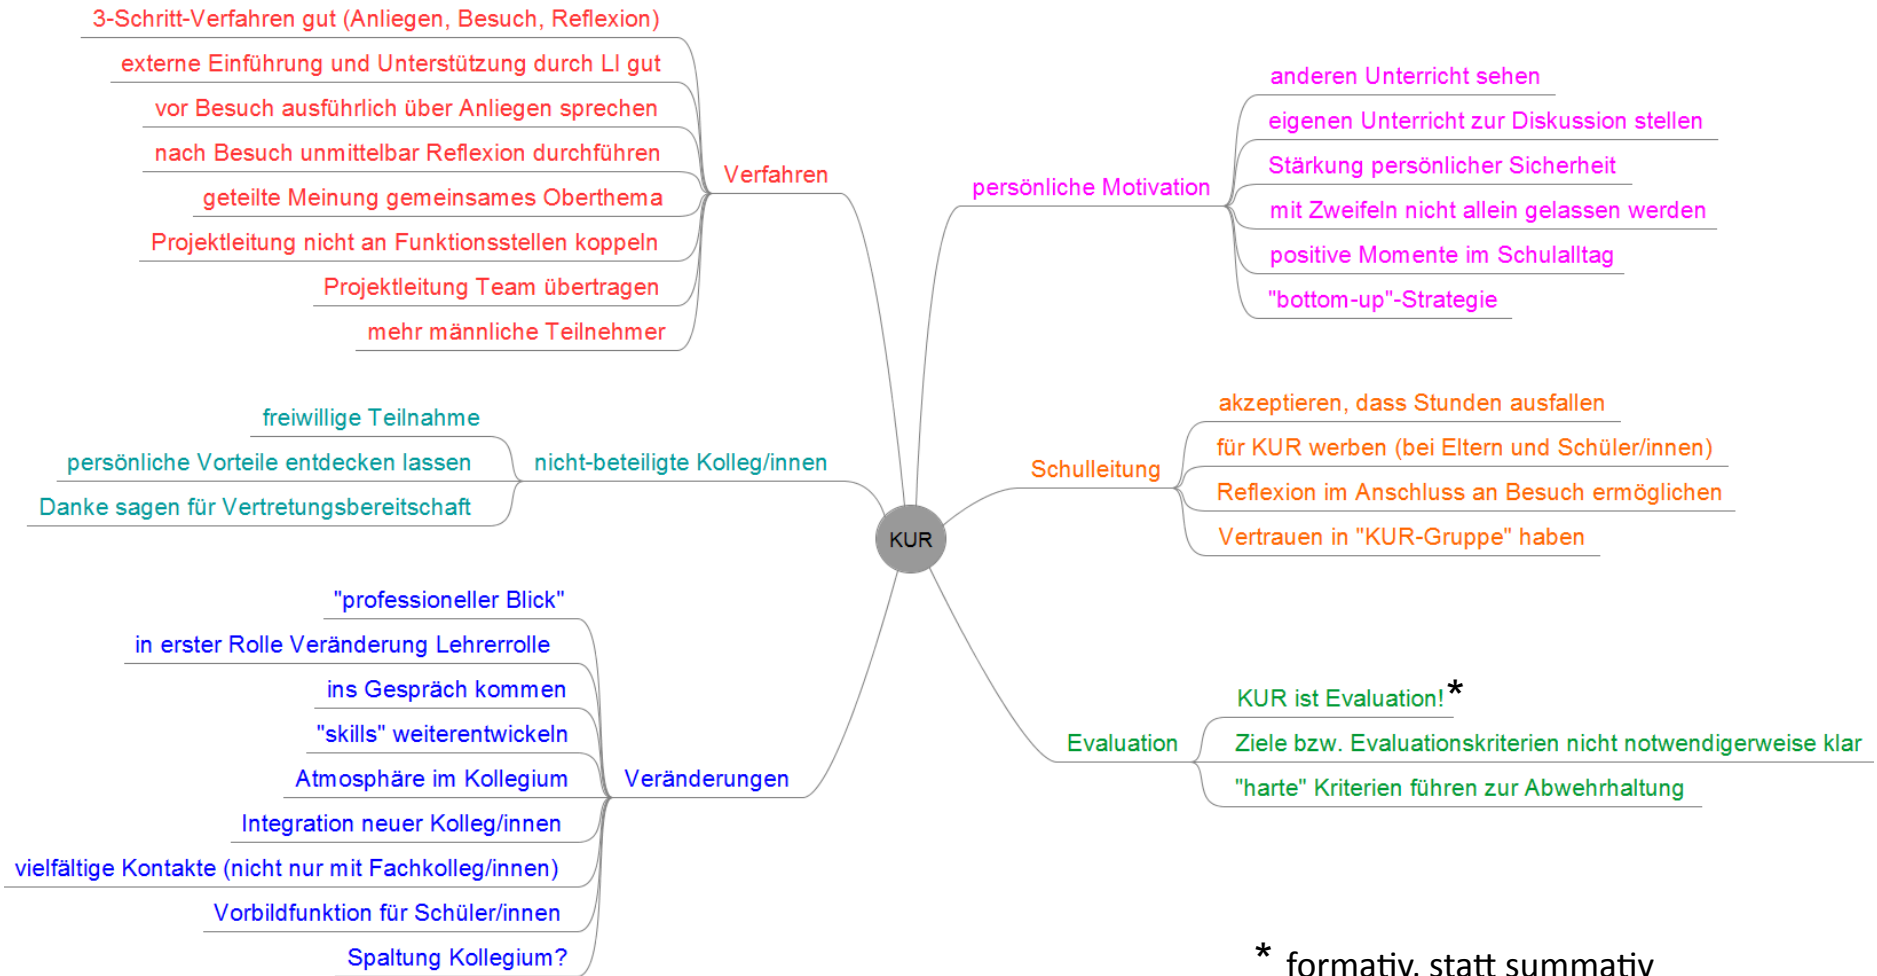 3-Schritt-Verfahren gut (Anliegen, Besuch, Reflexion)
externe Einführung und Unterstützung durch LI gut
vor Besuch ausführlich über Anliegen sprechen
nach Besuch unmittelbar Reflexion durchführen
geteilte Meinung gemeinsames Oberthema
Projektleitung nicht an Funktionsstellen koppeln
Projektleitung Team übertragen
mehr männliche Teilnehmer
Verfahren
freiwillige Teilnahme
persönliche Vorteile entdecken lassen
Danke sagen für Vertretungsbereitschaft
nicht-beteiligte Kolleg/innen
"professioneller Blick"
in erster Rolle Veränderung Lehrerrolle
ins Gespräch kommen
"skills" weiterentwickeln
Atmosphäre im Kollegium
Integration neuer Kolleg/innen
vielfältige Kontakte (nicht nur mit Fachkolleg/innen)
Vorbildfunktion für Schüler/innen
Spaltung Kollegium?
Veränderungen
KUR
persönliche Motivation
anderen Unterricht sehen
eigenen Unterricht zur Diskussion stellen
Stärkung persönlicher Sicherheit
mit Zweifeln nicht allein gelassen werden
positive Momente im Schulalltag
"bottom-up"-Strategie
Schulleitung
akzeptieren, dass Stunden ausfallen
für KUR werben (bei Eltern und Schüler/innen)
Reflexion im Anschluss an Besuch ermöglichen
Vertrauen in "KUR-Gruppe" haben
Evaluation
KUR ist Evaluation!*
Ziele bzw. Evaluationskriterien nicht notwendigerweise klar
"harte" Kriterien führen zur Abwehrhaltung
* formativ, statt summativ